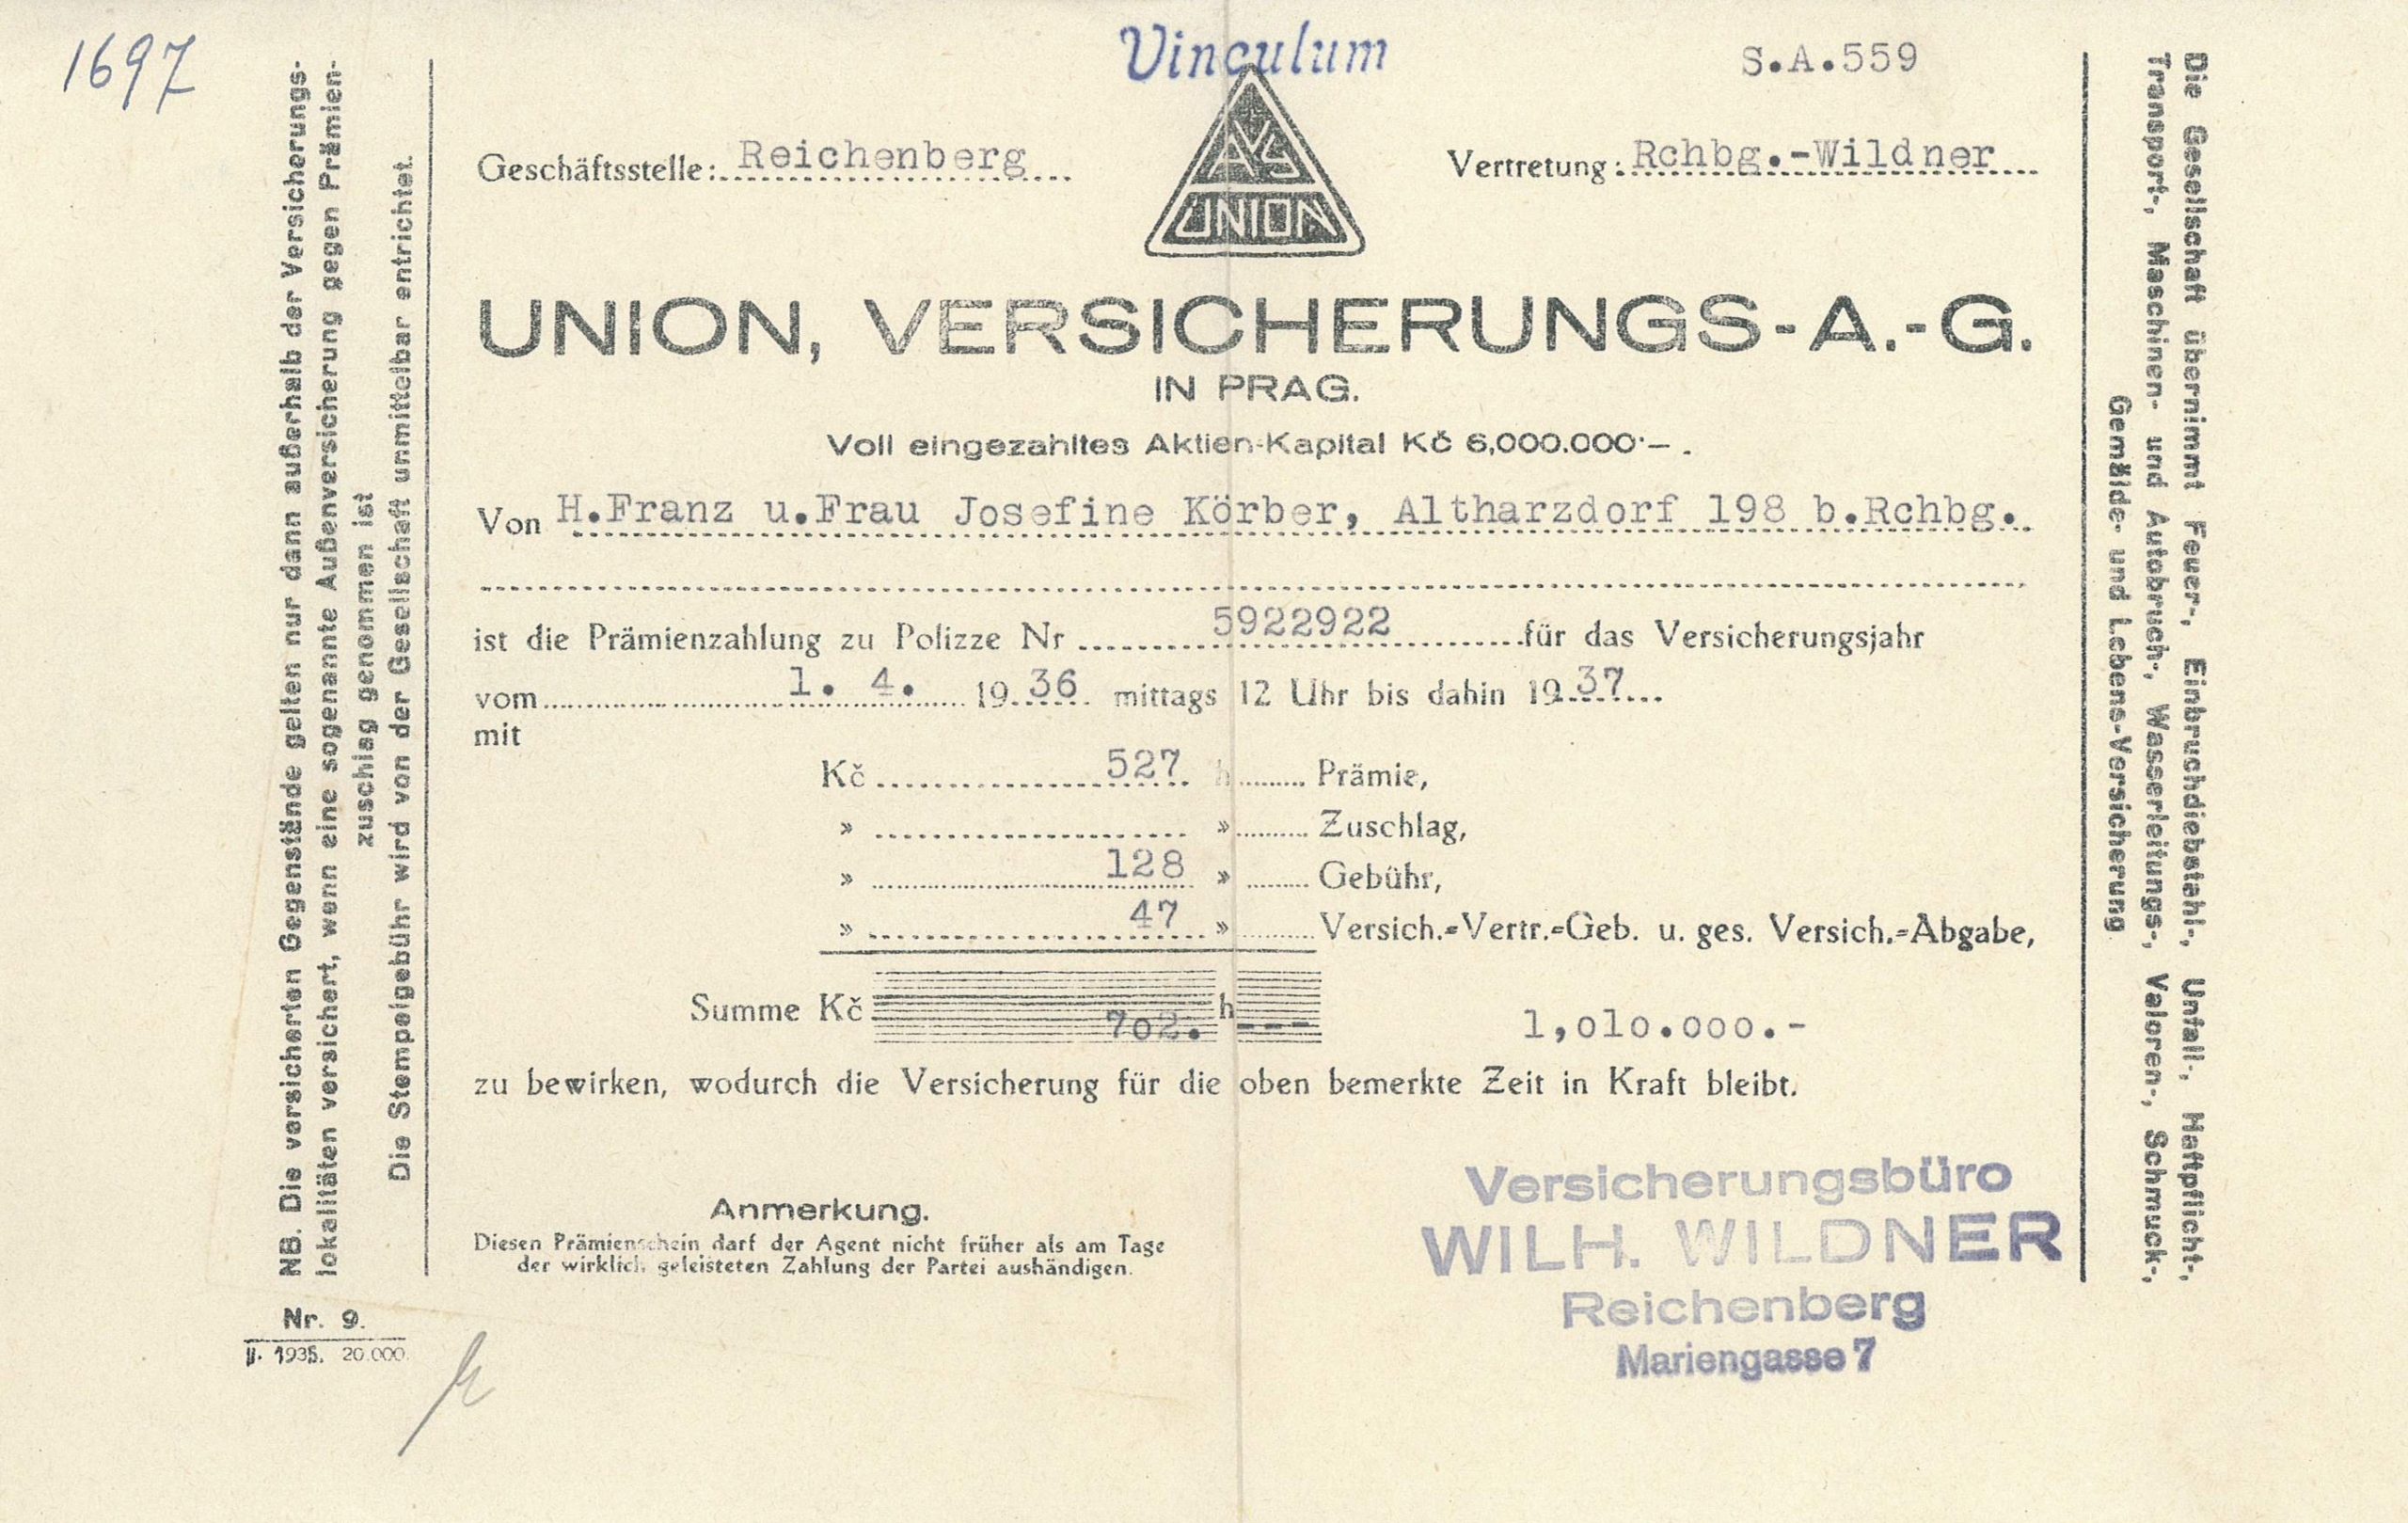 1697
Vinculum
S.A.559
Geschäftsstelle: Reichenberg
AVS
UNION
Vertretung: Rchbg.-Wildner
UNION, VERSICHERUNGS-A.-G.
IN PRAG.
Voll eingezahltes Aktien-Kapital Kč 6,000.000·— .
Von H.Franz u.Frau Josefine Körber, Altharzdorf 198 b.Rchbg.
ist die Prämienzahlung zu Polizze Nr 5922922 für das Versicherungsjahr
vom 1. 4. 1936 mittags 12 Uhr bis dahin 1937
mit
Kč 527. h Prämie,
» » Zuschlag,
» 128 » Gebühr,
» 47 » Versich.=Vertr.=Geb. u. ges. Versich.=Abgabe,
Summe Kč 702. h --- 1,010.000.-
zu bewirken, wodurch die Versicherung für die oben bemerkte Zeit in Kraft bleibt.
Anmerkung.
Diesen Prämienschein darf der Agent nicht früher als am Tage
der wirklich geleisteten Zahlung der Partei aushändigen.
Versicherungsbüro
WILH. WILDNER
Reichenberg
Mariengasse 7
NB. Die versicherten Gegenstände gelten nur dann außerhalb der Versicherungs-
lokalitäten versichert, wenn eine sogenannte Außenversicherung gegen Prämien-
zuschlag genommen ist
Die Stempelgebühr wird von der Gesellschaft unmittelbar entrichtet.
Die Gesellschaft übernimmt Feuer-, Einbruchdiebstahl-, Unfall-, Haftpflicht-,
Transport-, Maschinen- und Autobruch-, Wasserleitungs-, Valoren-, Schmuck-,
Gemälde- und Lebens-Versicherung
Nr. 9.
II. 1935. 20.000.